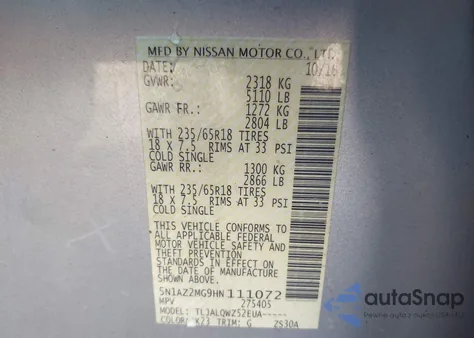 MFD BY NISSAN MOTOR CO., LTD.
DATE: 10/16
GVWR: 2318 KG
5110 LB
GAWR FR.: 1272 KG
2804 LB
WITH 235/65R18 TIRES
18 x 7.5 RIMS AT 33 PSI
COLD SINGLE
GAWR RR.: 1300 KG
2866 LB
WITH 235/65R18 TIRES
18 x 7.5 RIMS AT 33 PSI
COLD SINGLE
THIS VEHICLE CONFORMS TO
ALL APPLICABLE FEDERAL
MOTOR VEHICLE SAFETY AND
THEFT PREVENTION
STANDARDS IN EFFECT ON
THE DATE OF MANUFACTURE
SHOWN ABOVE.
5N1AZ2MG9HN111072
MPV 275405
MODEL: TLJALQWZ52EUA-----
COLOR: K23 TRIM: G ZS30A
autoSnap